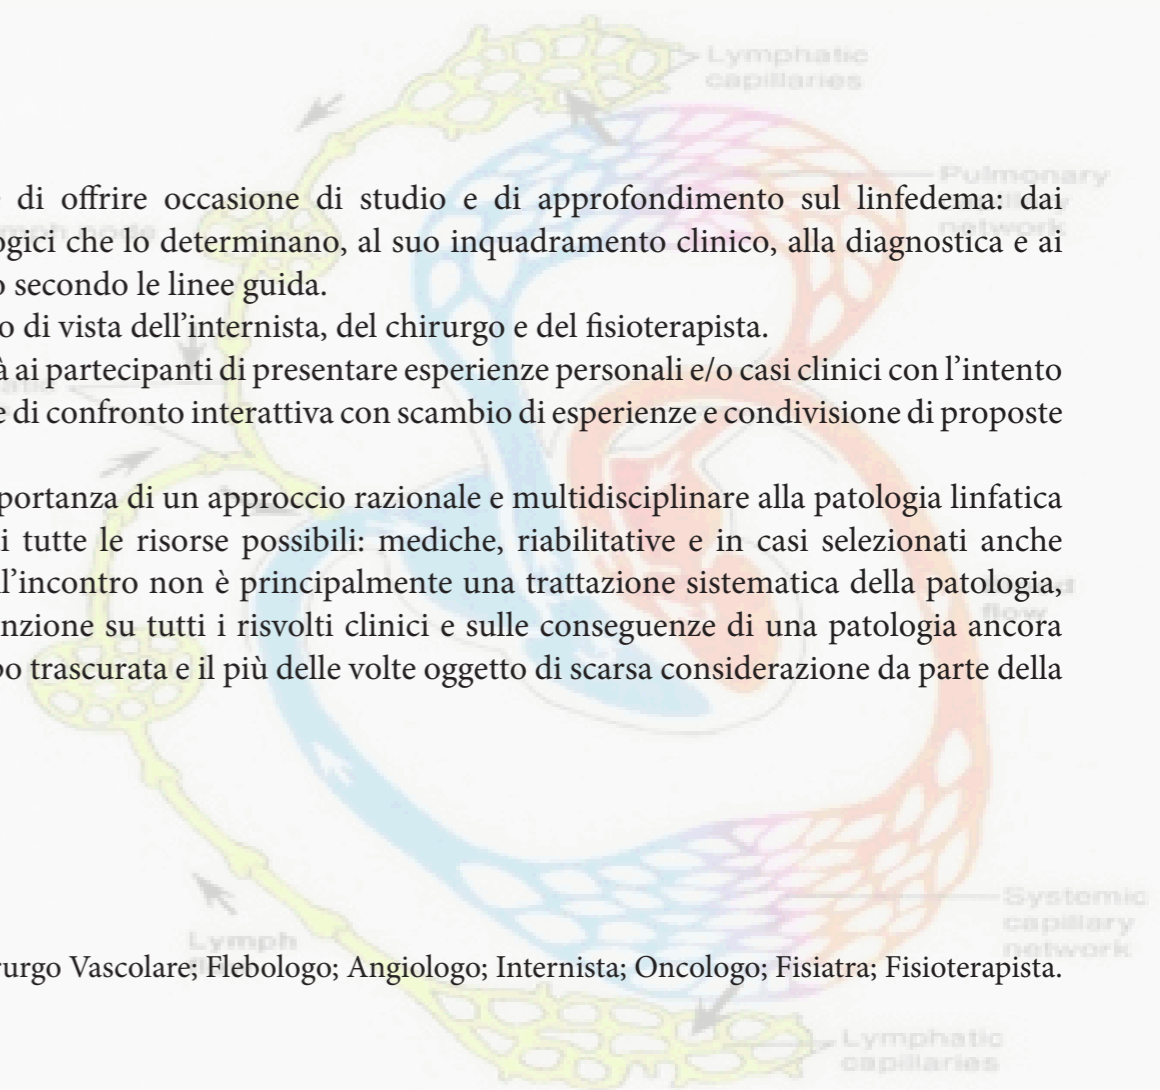 Lymphatic
capillaries
Pulmonary
network
di offrire occasione di studio e di approfondimento sul linfedema: dai
ogici che lo determinano, al suo inquadramento clinico, alla diagnostica e ai
o secondo le linee guida.
o di vista dell'internista, del chirurgo e del fisioterapista.
à ai partecipanti di presentare esperienze personali e/o casi clinici con l'intento
e di confronto interattiva con scambio di esperienze e condivisione di proposte
portanza di un approccio razionale e multidisciplinare alla patologia linfatica
i tutte le risorse possibili: mediche, riabilitative e in casi selezionati anche
ll'incontro non è principalmente una trattazione sistematica della patologia,
nzione su tutti i risvolti clinici e sulle conseguenze di una patologia ancora
po trascurata e il più delle volte oggetto di scarsa considerazione da parte della
flow
Systemic
capillary
network
Lymph
rurgo Vascolare; Flebologo; Angiologo; Internista; Oncologo; Fisiatra; Fisioterapista.
Lymphatic
capillaries